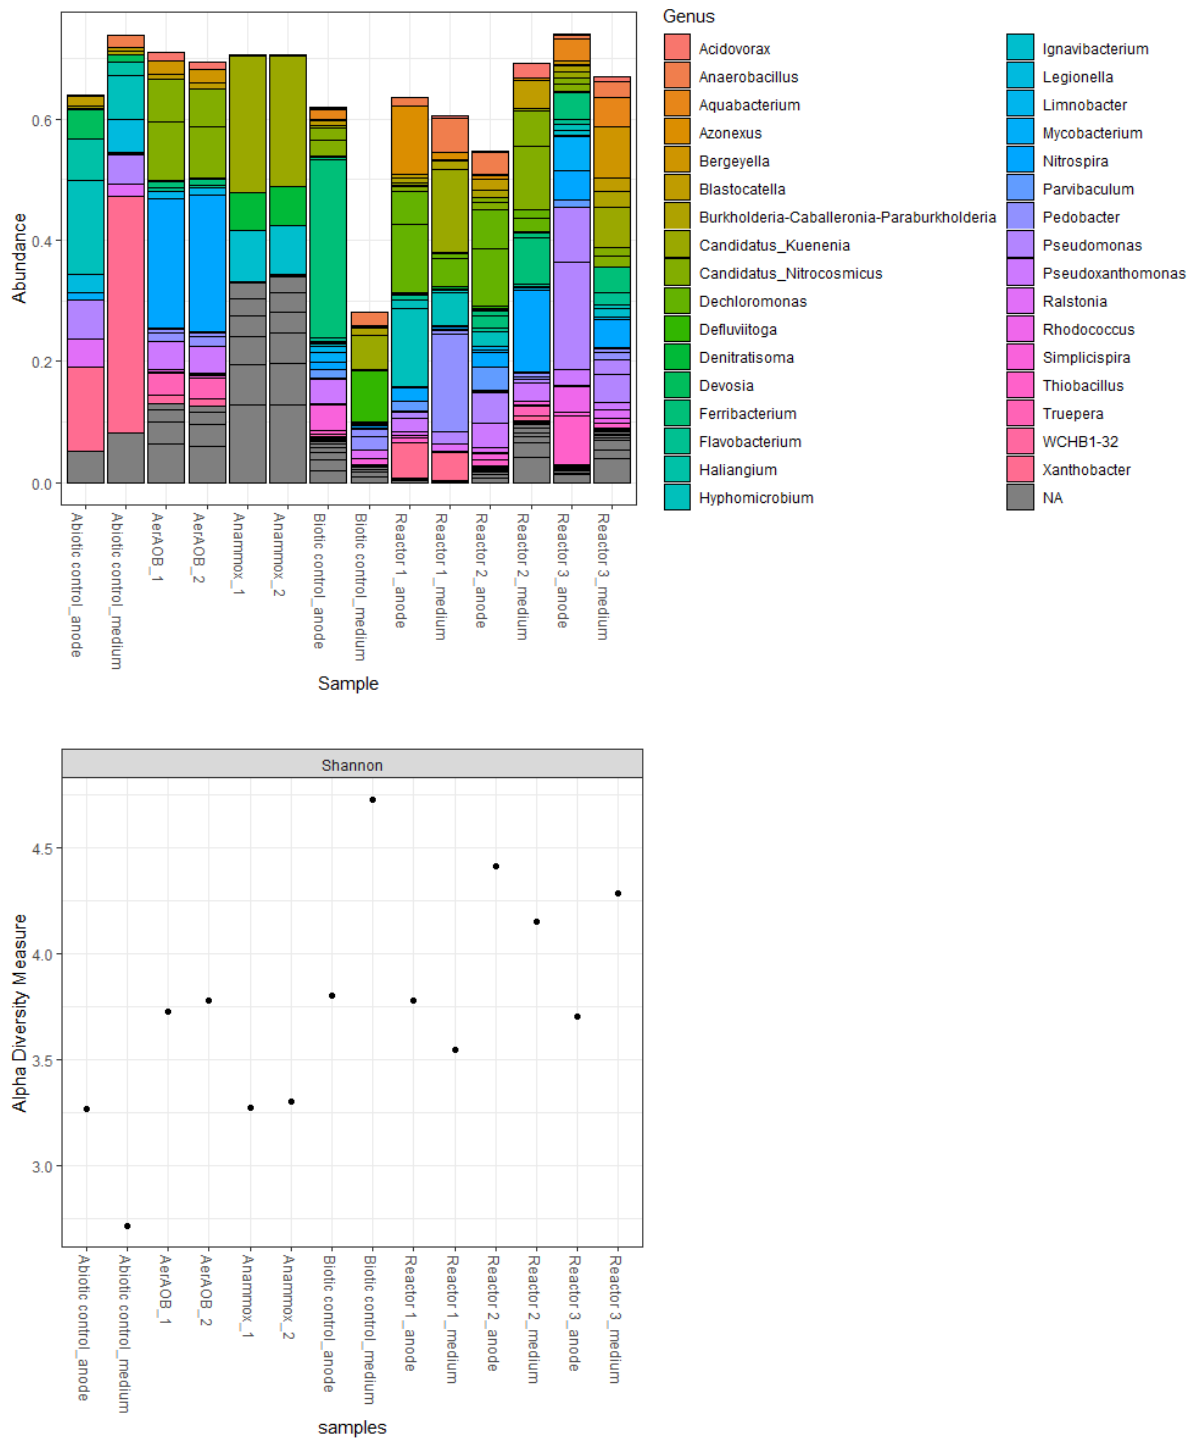 Genus
Acidovorax
Anaerobacillus
Aquabacterium
Azonexus
Bergeyella
Blastocatella
Burkholderia-Caballeronia-Paraburkholderia
Candidatus_Kuenenia
Candidatus_Nitrocosmicus
Dechloromonas
Defluviitoga
Denitratisoma
Devosia
Ferribacterium
Flavobacterium
Haliangium
Hyphomicrobium
Ignavibacterium
Legionella
Limnobacter
Mycobacterium
Nitrospira
Parvibaculum
Pedobacter
Pseudomonas
Pseudoxanthomonas
Ralstonia
Rhodococcus
Simplicispira
Thiobacillus
Truepera
WCHB1-32
Xanthobacter
NA
Abundance
0.6
0.4
0.2
0.0
Abiotic control_anode
Abiotic control_medium
AerAOB_1
AerAOB_2
Anammox_1
Anammox_2
Biotic control_anode
Biotic control_medium
Reactor 1_anode
Reactor 1_medium
Reactor 2_anode
Reactor 2_medium
Reactor 3_anode
Reactor 3_medium
Sample
Shannon
Alpha Diversity Measure
4.5
4.0
3.5
3.0
Abiotic control_anode
Abiotic control_medium
AerAOB_1
AerAOB_2
Anammox_1
Anammox_2
Biotic control_anode
Biotic control_medium
Reactor 1_anode
Reactor 1_medium
Reactor 2_anode
Reactor 2_medium
Reactor 3_anode
Reactor 3_medium
samples